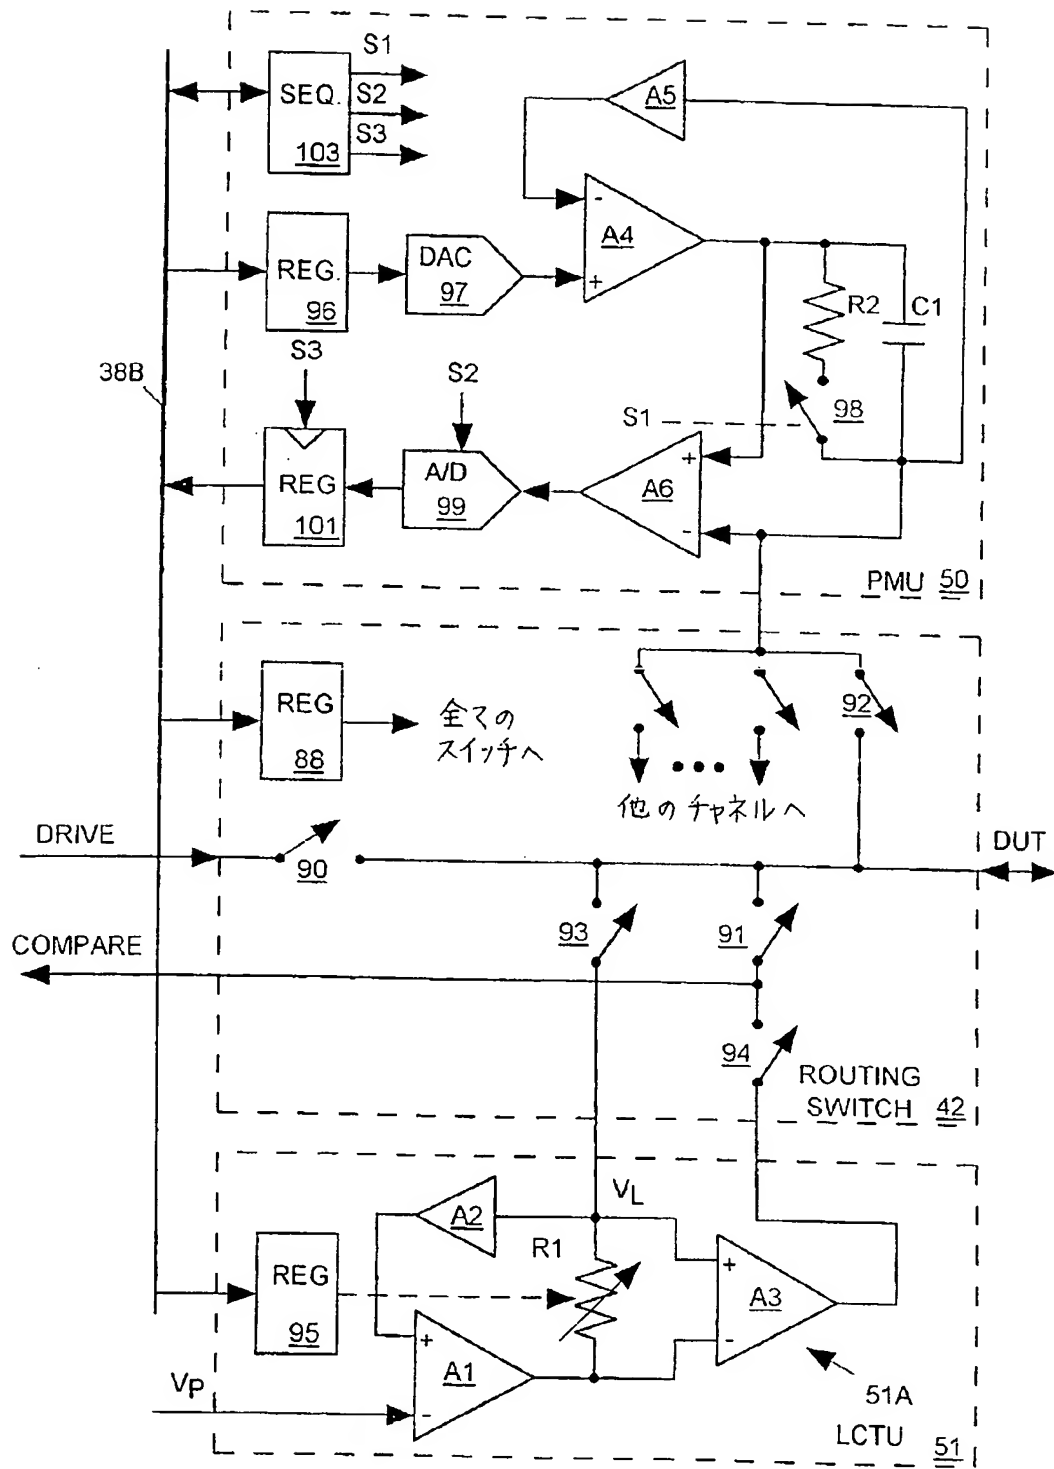 S1
SEQ.
S2
103
S3
A5
-
A4
+
REG.
96
DAC
97
R2
C1
S3
38B
S2
S1
98
REG
101
A/D
99
+
A6
-
PMU 50
REG
88
全ての
スイッチへ
92
他のチャネルへ
DRIVE
90
DUT
COMPARE
93
91
94
ROUTING
SWITCH 42
A2
VL
R1
REG
95
+
A1
-
+
A3
-
VP
51A
LCTU 51